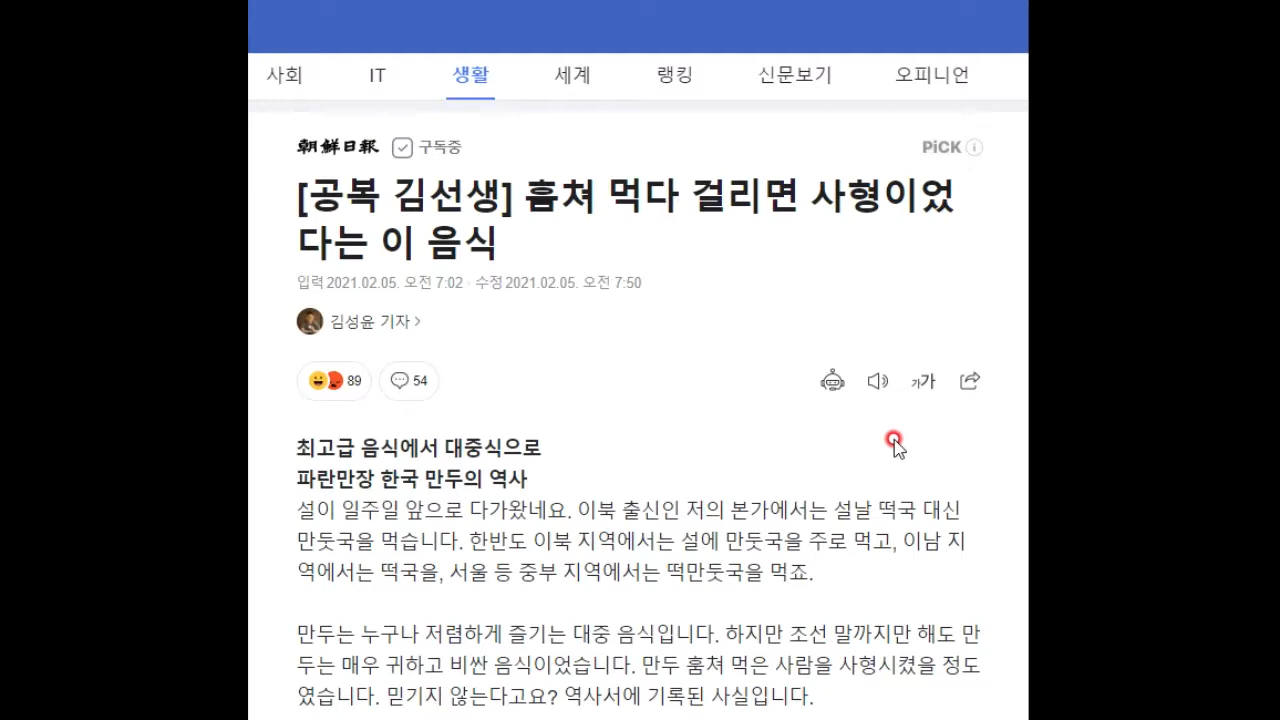 사회 IT 생활 세계 랭킹 신문보기 오피니언
朝鮮日報 구독중 PiCK
[공복 김선생] 훔쳐 먹다 걸리면 사형이었
다는 이 음식
입력 2021.02.05. 오전 7:02 · 수정 2021.02.05. 오전 7:50
김성윤 기자 >
89 54 가가
최고급 음식에서 대중식으로
파란만장 한국 만두의 역사
설이 일주일 앞으로 다가왔네요. 이북 출신인 저의 본가에서는 설날 떡국 대신
만둣국을 먹습니다. 한반도 이북 지역에서는 설에 만둣국을 주로 먹고, 이남 지
역에서는 떡국을, 서울 등 중부 지역에서는 떡만둣국을 먹죠.
만두는 누구나 저렴하게 즐기는 대중 음식입니다. 하지만 조선 말까지만 해도 만
두는 매우 귀하고 비싼 음식이었습니다. 만두 훔쳐 먹은 사람을 사형시켰을 정도
였습니다. 믿기지 않는다고요? 역사서에 기록된 사실입니다.